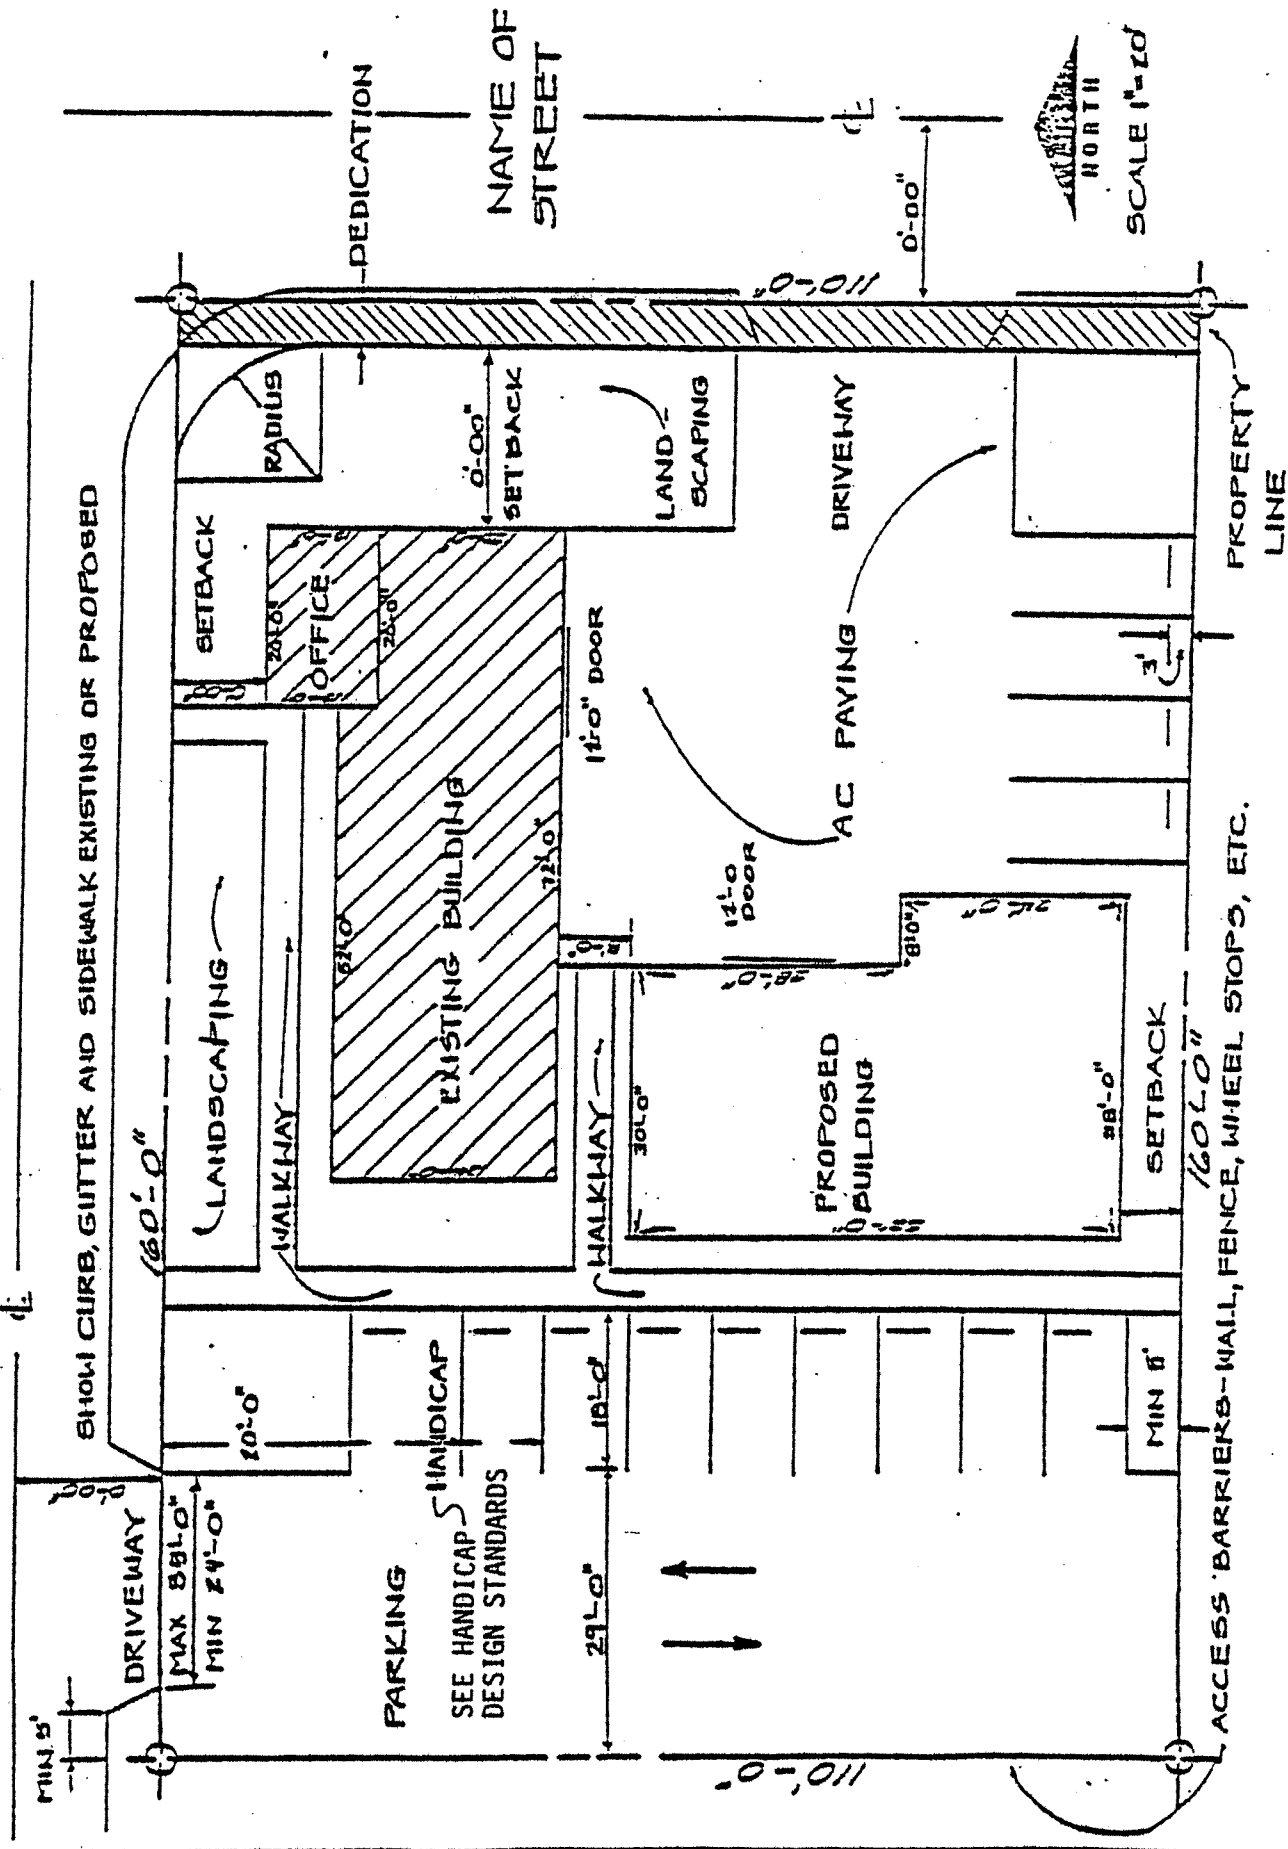 NAME OF
STREET
DEDICATION
NORTH
SCALE 1"=20'
0'-00"
110'-0"
RADIUS
0'-00"
SETBACK
LAND-
SCAPING
DRIVEWAY
PROPERTY
LINE
SETBACK
20'-0"
OFFICE
20'-0"
12'-0" DOOR
AC PAVING
3'
SHOW CURB, GUTTER AND SIDEWALK EXISTING OR PROPOSED
160'-0"
LANDSCAPING
WALKWAY
52'-0"
EXISTING BUILDING
72'-0"
12'-0
DOOR
8'-0"
WALKWAY
30'-0"
PROPOSED
BUILDING
38'-0"
SETBACK
160'-0"
ACCESS BARRIERS-WALL, FENCE, WHEEL STOPS, ETC.
20'-0"
HANDICAP
18'-0"
MIN 5'
DRIVEWAY
MAX 35'-0"
MIN 24'-0"
MIN. 5'
PARKING
SEE HANDICAP
DESIGN STANDARDS
29'-0"
110'-0"